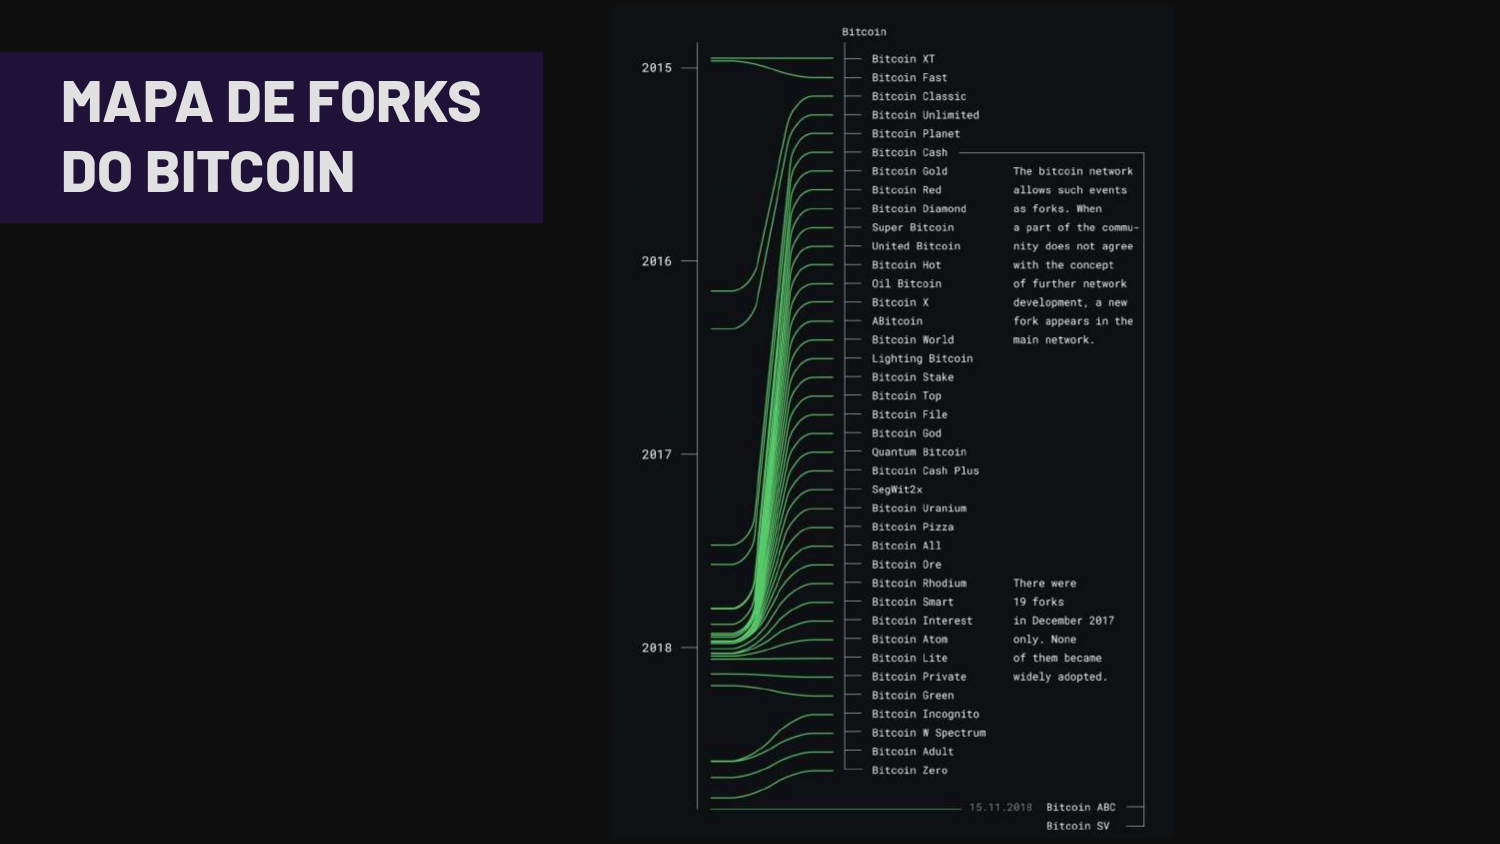 MAPA DE FORKS
DO BITCOIN
Bitcoin
2015
2016
2017
2018
Bitcoin XT
Bitcoin Fast
Bitcoin Classic
Bitcoin Unlimited
Bitcoin Planet
Bitcoin Cash
Bitcoin Gold
Bitcoin Red
Bitcoin Diamond
Super Bitcoin
United Bitcoin
Bitcoin Hot
Oil Bitcoin
Bitcoin X
ABitcoin
Bitcoin World
Lighting Bitcoin
Bitcoin Stake
Bitcoin Top
Bitcoin File
Bitcoin God
Quantum Bitcoin
Bitcoin Cash Plus
SegWit2x
Bitcoin Uranium
Bitcoin Pizza
Bitcoin All
Bitcoin Ore
Bitcoin Rhodium
Bitcoin Smart
Bitcoin Interest
Bitcoin Atom
Bitcoin Lite
Bitcoin Private
Bitcoin Green
Bitcoin Incognito
Bitcoin W Spectrum
Bitcoin Adult
Bitcoin Zero
The bitcoin network
allows such events
as forks. When
a part of the commu-
nity does not agree
with the concept
of further network
development, a new
fork appears in the
main network.
There were
19 forks
in December 2017
only. None
of them became
widely adopted.
15.11.2018
Bitcoin ABC
Bitcoin SV